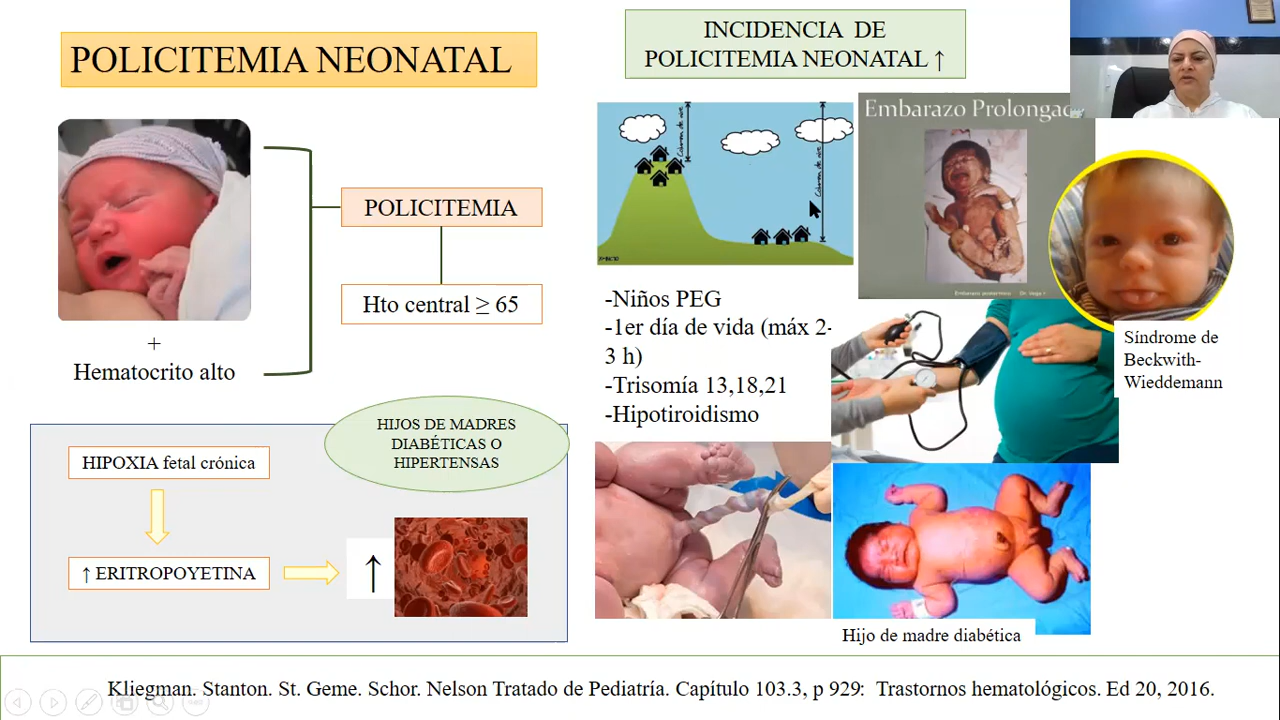 POLICITEMIA NEONATAL
POLICITEMIA
Hto central ≥ 65
+
Hematocrito alto
HIJOS DE MADRES
DIABÉTICAS O
HIPERTENSAS
HIPOXIA fetal crónica
↑ ERITROPOYETINA
↑
INCIDENCIA DE
POLICITEMIA NEONATAL ↑
Embarazo Prolongad
-Niños PEG
-1er día de vida (máx 2-
3 h)
-Trisomía 13,18,21
-Hipotiroidismo
Síndrome de
Beckwith-
Wieddemann
Hijo de madre diabética
Kliegman. Stanton. St. Geme. Schor. Nelson Tratado de Pediatría. Capítulo 103.3, p 929: Trastornos hematológicos. Ed 20, 2016.